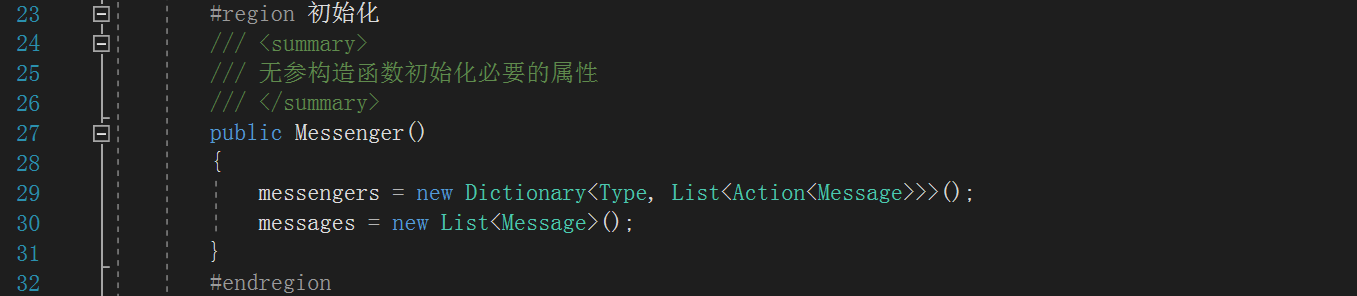 23 #region 初始化
24 /// <summary>
25 /// 无参构造函数初始化必要的属性
26 /// </summary>
27 public Messenger()
28 {
29 messengers = new Dictionary<Type, List<Action<Message>>>();
30 messages = new List<Message>();
31 }
32 #endregion